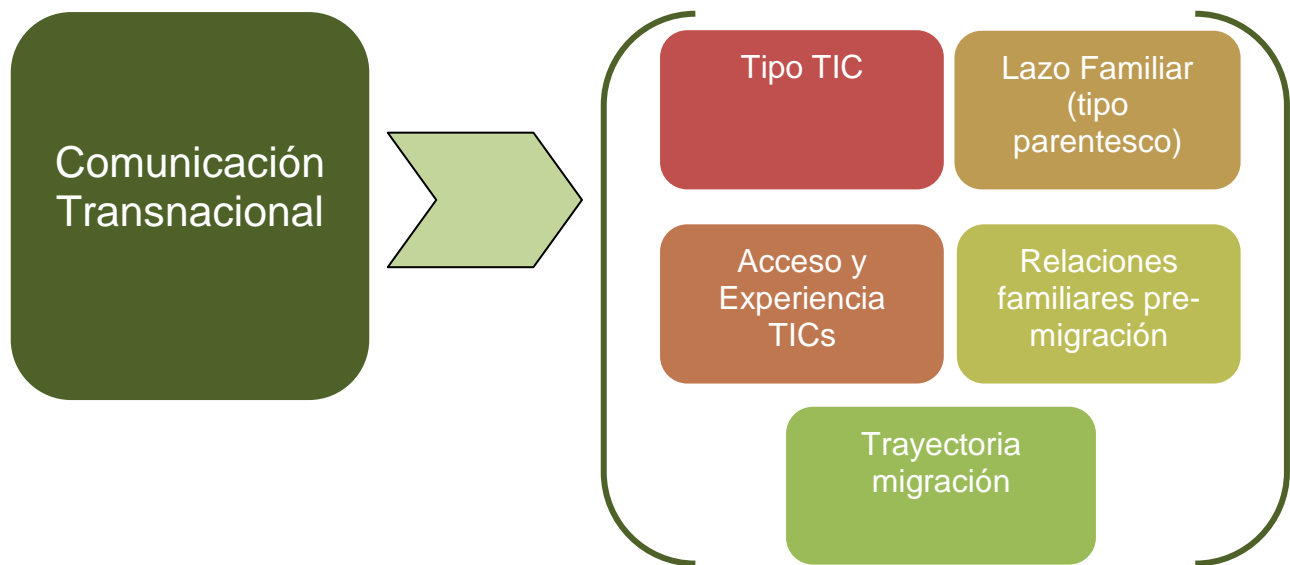 Comunicación
Transnacional
Tipo TIC
Lazo Familiar
(tipo
parentesco)
Acceso y
Experiencia
TICs
Relaciones
familiares pre-
migración
Trayectoria
migración